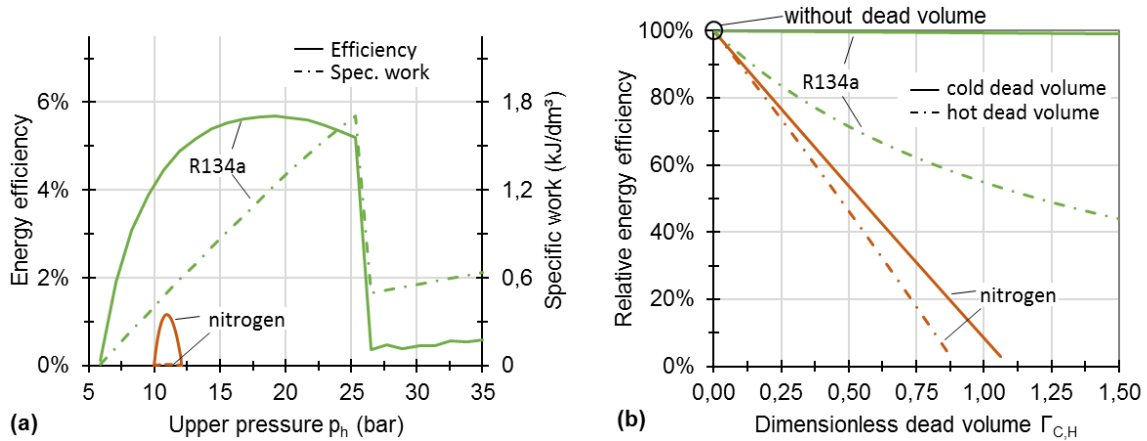 Efficiency
Spec. work
R134a
nitrogen
Energy efficiency
6%
4%
2%
0%
1.8
1.2
0.6
0
Specific work (kJ/dm³)
5
10
15
20
25
30
35
Upper pressure pₕ (bar)
(a)
without dead volume
R134a
cold dead volume
hot dead volume
nitrogen
Relative energy efficiency
100%
80%
60%
40%
20%
0%
0,00
0,25
0,50
0,75
1,00
1,25
1,50
Dimensionless dead volume Γ_C,H
(b)